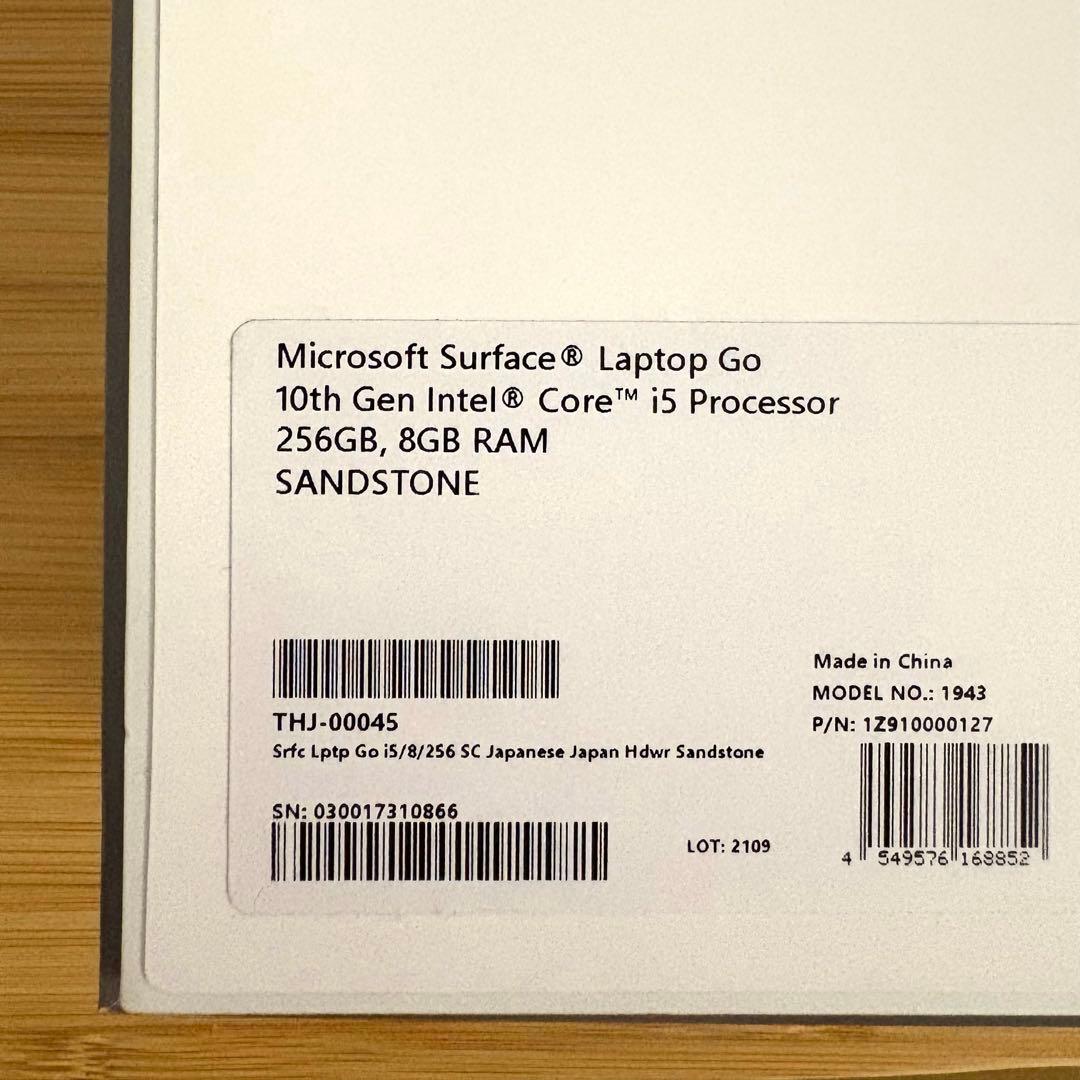 Microsoft Surface® Laptop Go
10th Gen Intel® Core™ i5 Processor
256GB, 8GB RAM
SANDSTONE
THJ-00045
Srfc Lptp Go i5/8/256 SC Japanese Japan Hdwr Sandstone
SN: 030017310866
LOT: 2109
Made in China
MODEL NO.: 1943
P/N: 1Z910000127
4 549576 168852